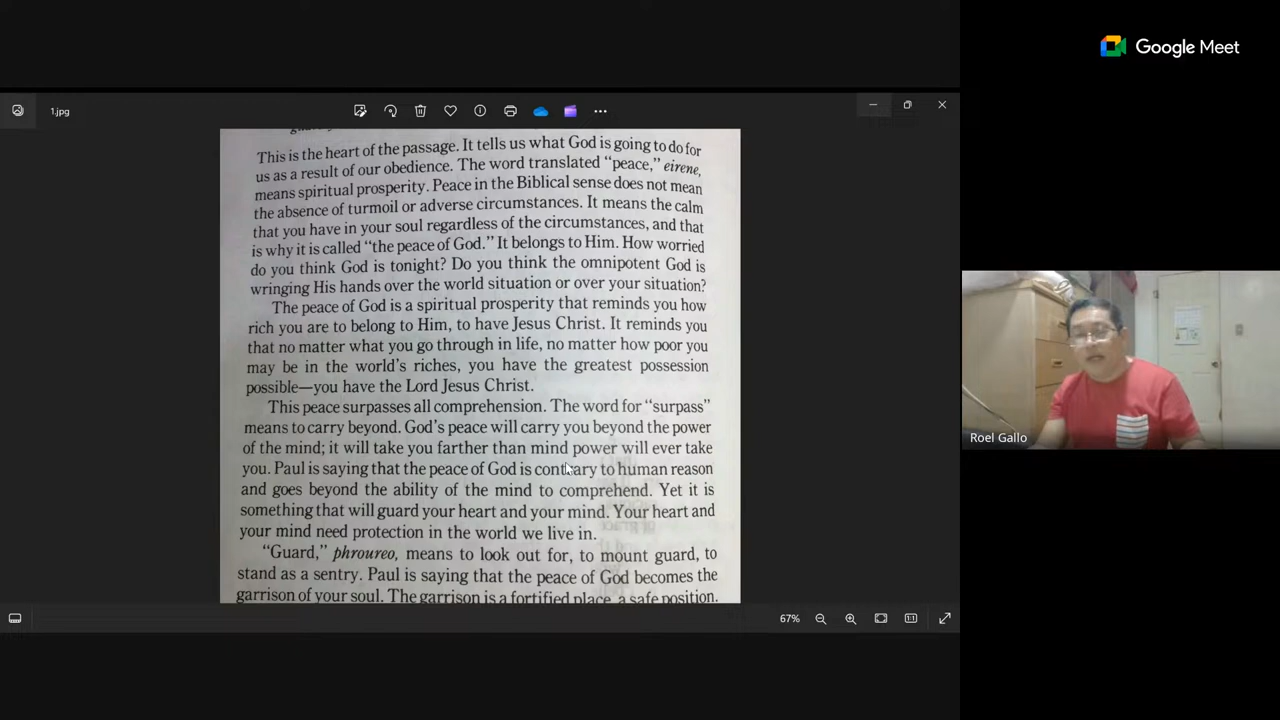 Google Meet
1.jpg
This is the heart of the passage. It tells us what God is going to do for
us as a result of our obedience. The word translated “peace,” eirene,
means spiritual prosperity. Peace in the Biblical sense does not mean
the absence of turmoil or adverse circumstances. It means the calm
that you have in your soul regardless of the circumstances, and that
is why it is called “the peace of God.” It belongs to Him. How worried
do you think God is tonight? Do you think the omnipotent God is
wringing His hands over the world situation or over your situation?
The peace of God is a spiritual prosperity that reminds you how
rich you are to belong to Him, to have Jesus Christ. It reminds you
that no matter what you go through in life, no matter how poor you
may be in the world's riches, you have the greatest possession
possible—you have the Lord Jesus Christ.
This peace surpasses all comprehension. The word for “surpass”
means to carry beyond. God's peace will carry you beyond the power
of the mind; it will take you farther than mind power will ever take
you. Paul is saying that the peace of God is contrary to human reason
and goes beyond the ability of the mind to comprehend. Yet it is
something that will guard your heart and your mind. Your heart and
your mind need protection in the world we live in.
“Guard,” phroureo, means to look out for, to mount guard, to
stand as a sentry. Paul is saying that the peace of God becomes the
garrison of your soul. The garrison is a fortified place, a safe position.
67%
1:1
Roel Gallo